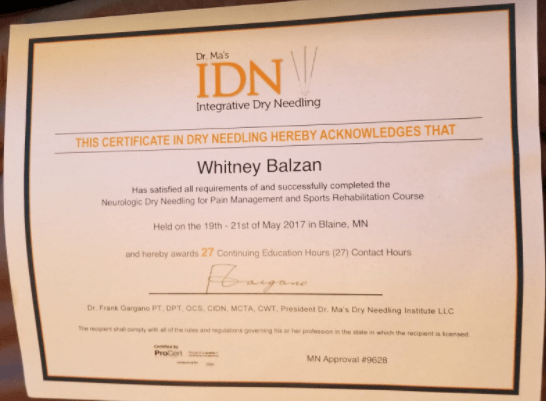 Dr. Ma's
IDN
Integrative Dry Needling
THIS CERTIFICATE IN DRY NEEDLING HEREBY ACKNOWLEDGES THAT
Whitney Balzan
Has satisfied all requirements of and successfully completed the
Neurologic Dry Needling for Pain Management and Sports Rehabilitation Course
Held on the 19th - 21st of May 2017 in Blaine, MN
and hereby awards 27 Continuing Education Hours (27) Contact Hours
Gargano
Dr. Frank Gargano PT, DPT, OCS, CIDN, MCTA, CWT, President Dr. Ma's Dry Needling Institute LLC
The recipient shall comply with all of the rules and regulations governing his or her profession in the state in which the recipient is licensed.
Certified by
ProCert
MN Approval #9628